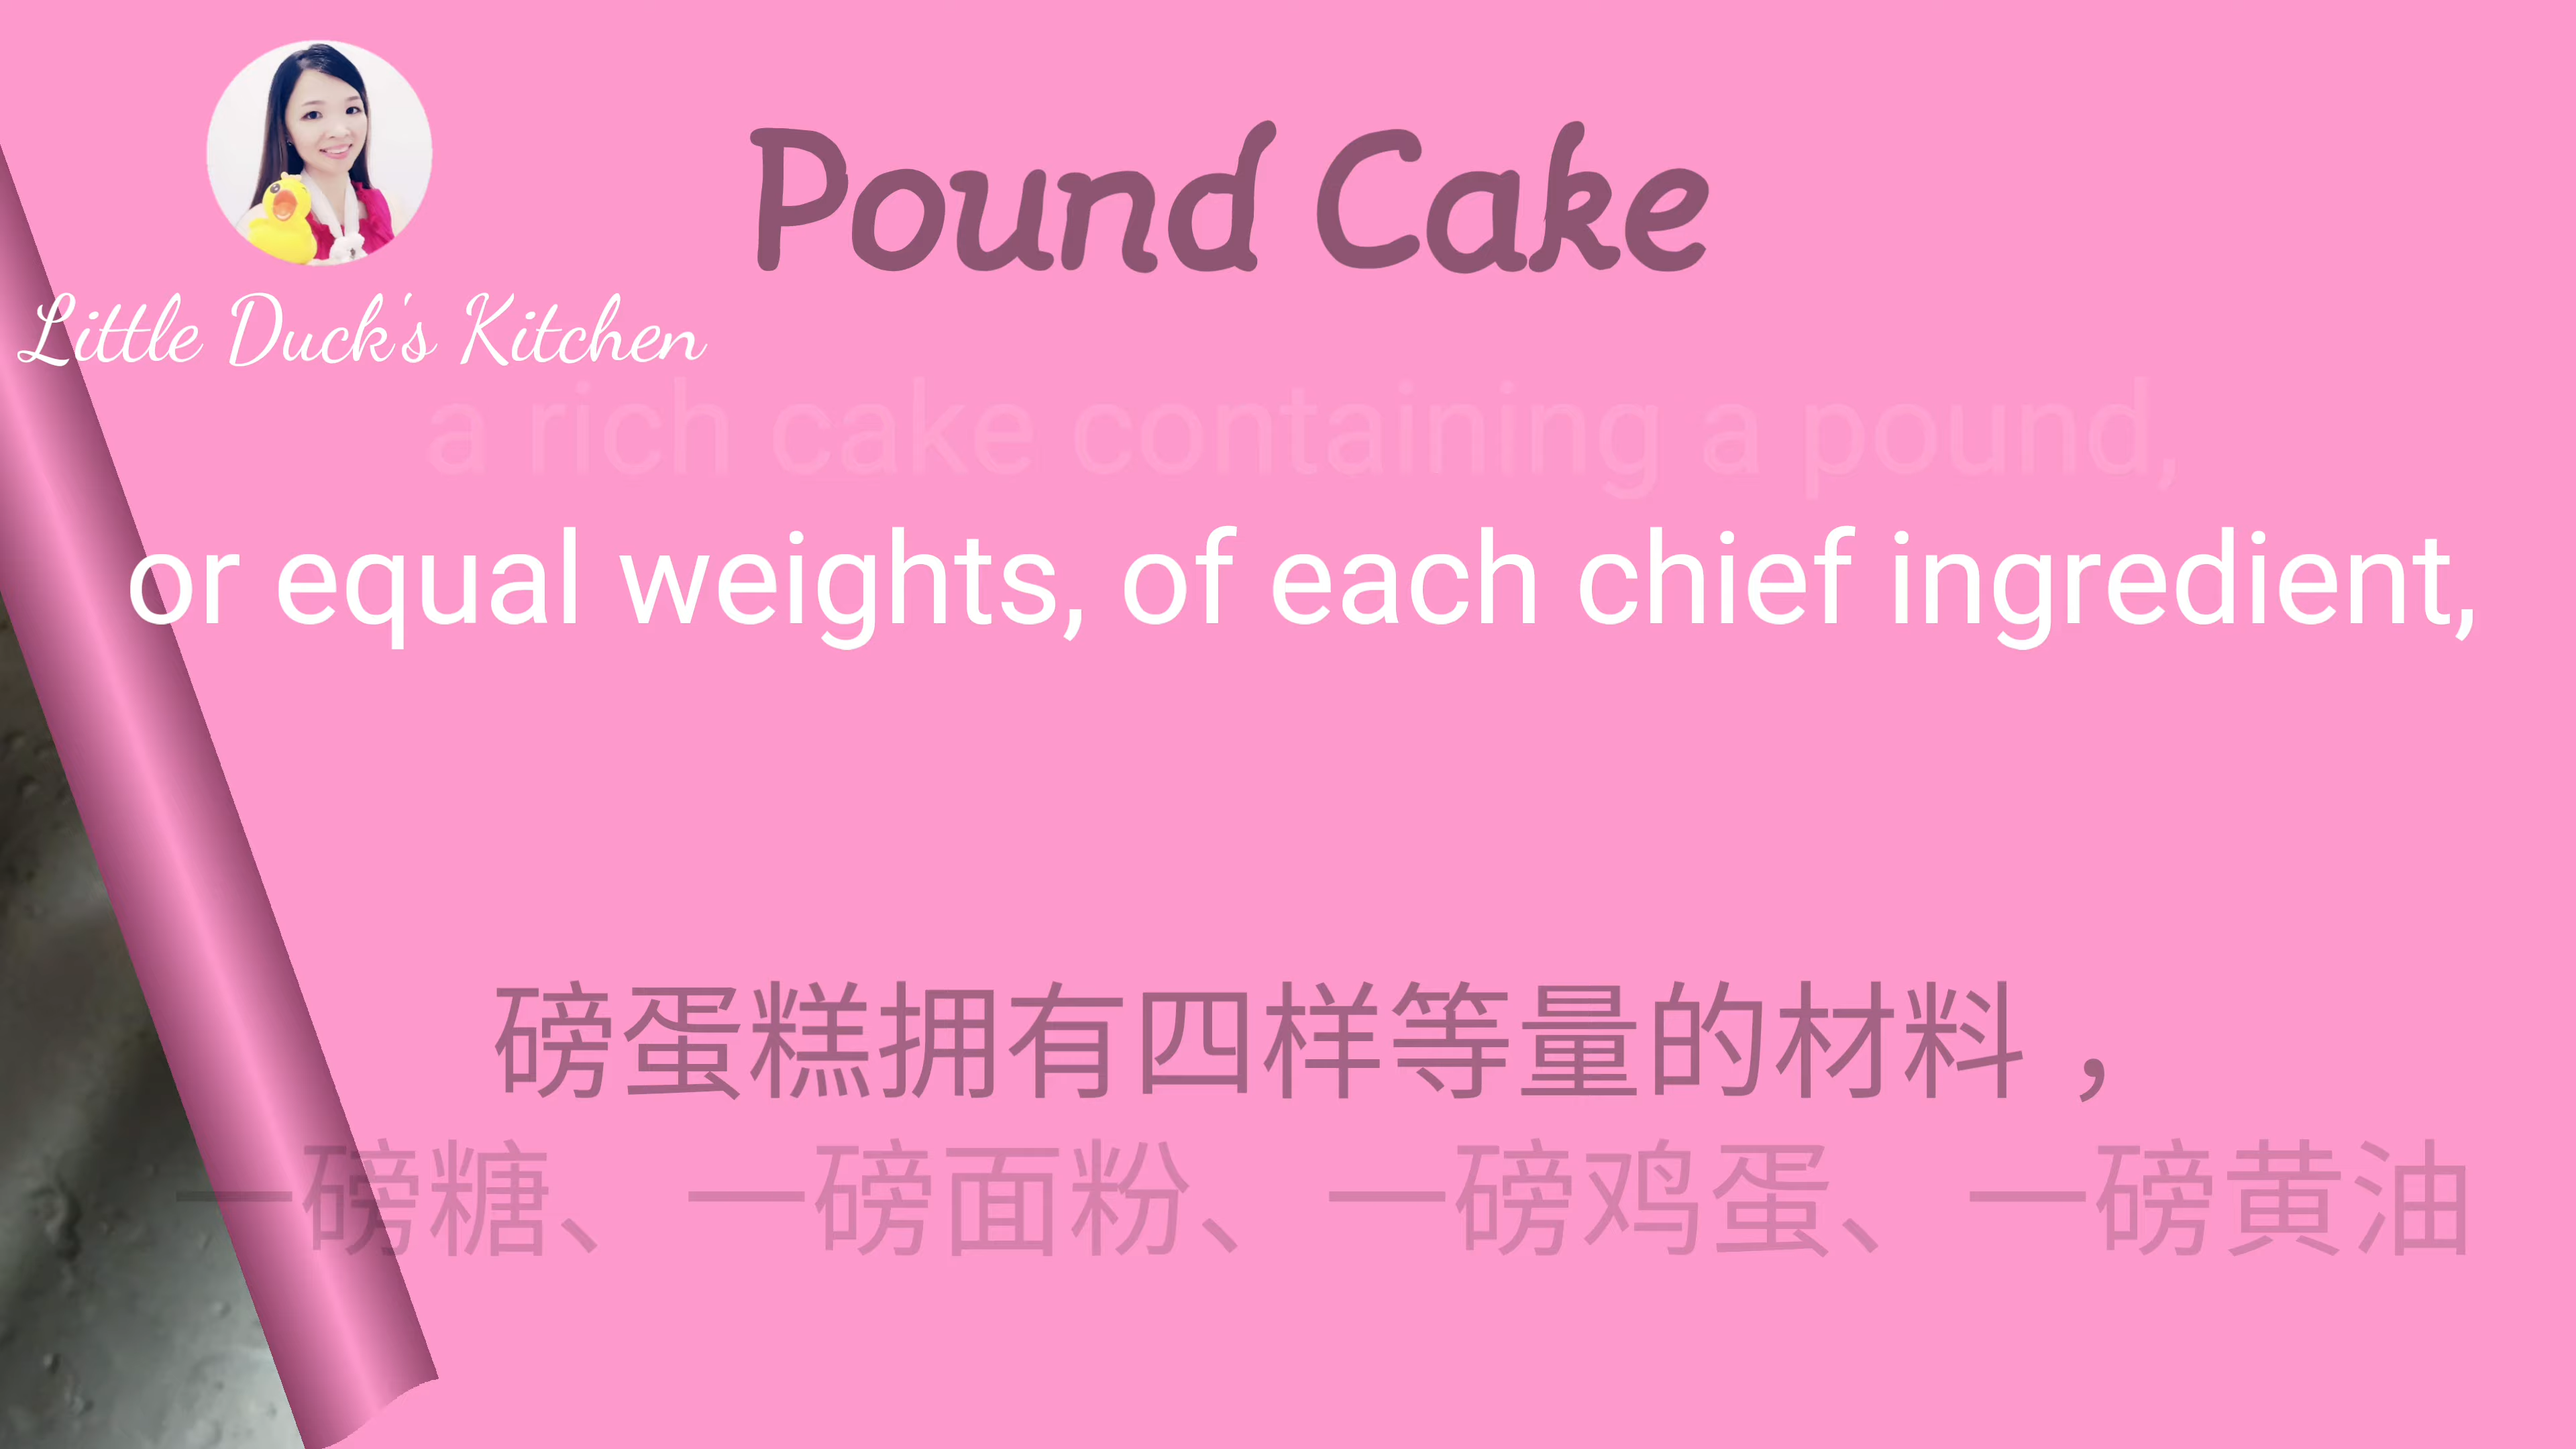 Pound Cake
Little Duck's Kitchen
a rich cake containing a pound,
or equal weights, of each chief ingredient,
磅蛋糕拥有四样等量的材料，
一磅糖、一磅面粉、一磅鸡蛋、一磅黄油